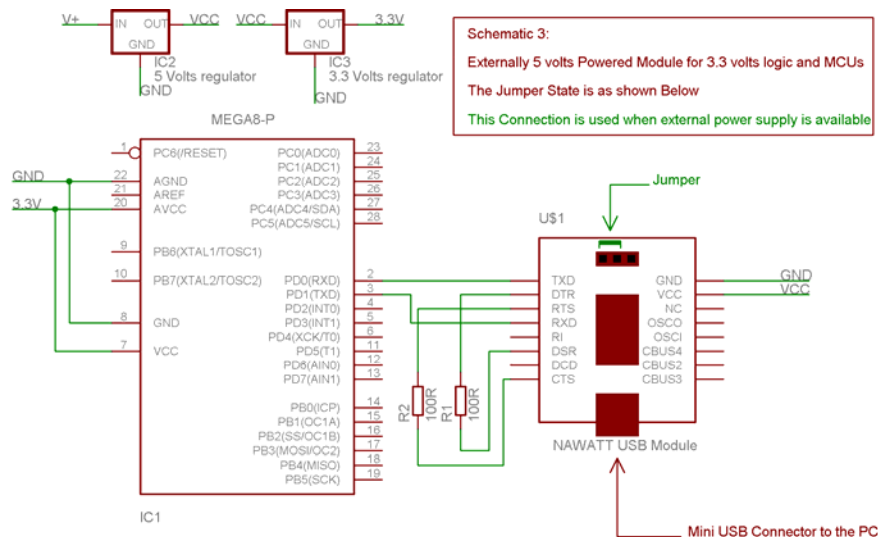 V+
IN OUT
GND
VCC
IC2
5 Volts regulator
GND
VCC
IN OUT
GND
3.3V
IC3
3.3 Volts regulator
GND
Schematic 3:
Externally 5 volts Powered Module for 3.3 volts logic and MCUs
The Jumper State is as shown Below
This Connection is used when external power supply is available
MEGA8-P
GND
3.3V
1 PC6(/RESET)
22 AGND
21 AREF
20 AVCC
9 PB6(XTAL1/TOSC1)
10 PB7(XTAL2/TOSC2)
8 GND
7 VCC
PC0(ADC0) 23
PC1(ADC1) 24
PC2(ADC2) 25
PC3(ADC3) 26
PC4(ADC4/SDA) 27
PC5(ADC5/SCL) 28
PD0(RXD) 2
PD1(TXD) 3
PD2(INT0) 4
PD3(INT1) 5
PD4(XCK/T0) 6
PD5(T1) 11
PD6(AIN0) 12
PD7(AIN1) 13
PB0(ICP) 14
PB1(OC1A) 15
PB2(SS/OC1B) 16
PB3(MOSI/OC2) 17
PB4(MISO) 18
PB5(SCK) 19
IC1
R2
100R
R1
100R
Jumper
U$1
TXD
DTR
RTS
RXD
RI
DSR
DCD
CTS
GND
VCC
NC
OSCO
OSCI
CBUS4
CBUS2
CBUS3
GND
VCC
NAWATT USB Module
Mini USB Connector to the PC